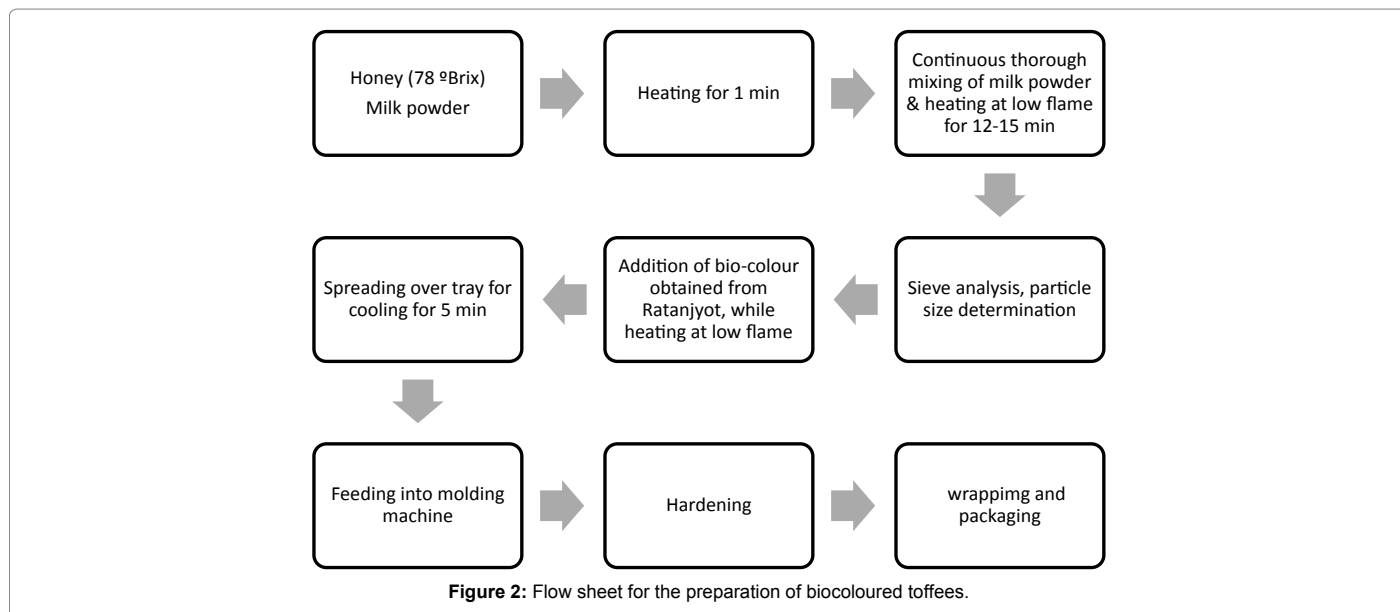 Honey (78 ºBrix)
Milk powder
Heating for 1 min
Continuous thorough
mixing of milk powder
& heating at low flame
for 12-15 min
Sieve analysis, particle
size determination
Addition of bio-colour
obtained from
Ratanjyot, while
heating at low flame
Spreading over tray for
cooling for 5 min
Feeding into molding
machine
Hardening
wrappimg and
packaging
Figure 2: Flow sheet for the preparation of biocoloured toffees.